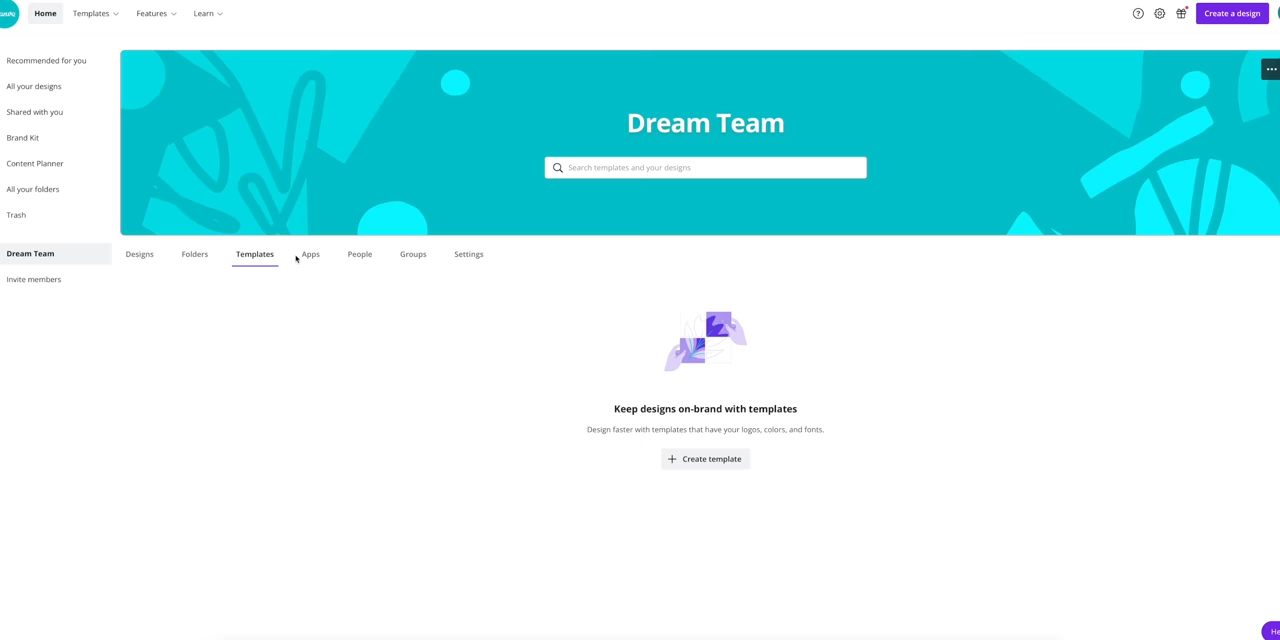 Home Templates Features Learn Create a design
Recommended for you
All your designs
Shared with you
Brand Kit
Content Planner
All your folders
Trash
Dream Team
Invite members
Dream Team
Search templates and your designs
Designs Folders Templates Apps People Groups Settings
Keep designs on-brand with templates
Design faster with templates that have your logos, colors, and fonts.
+ Create template